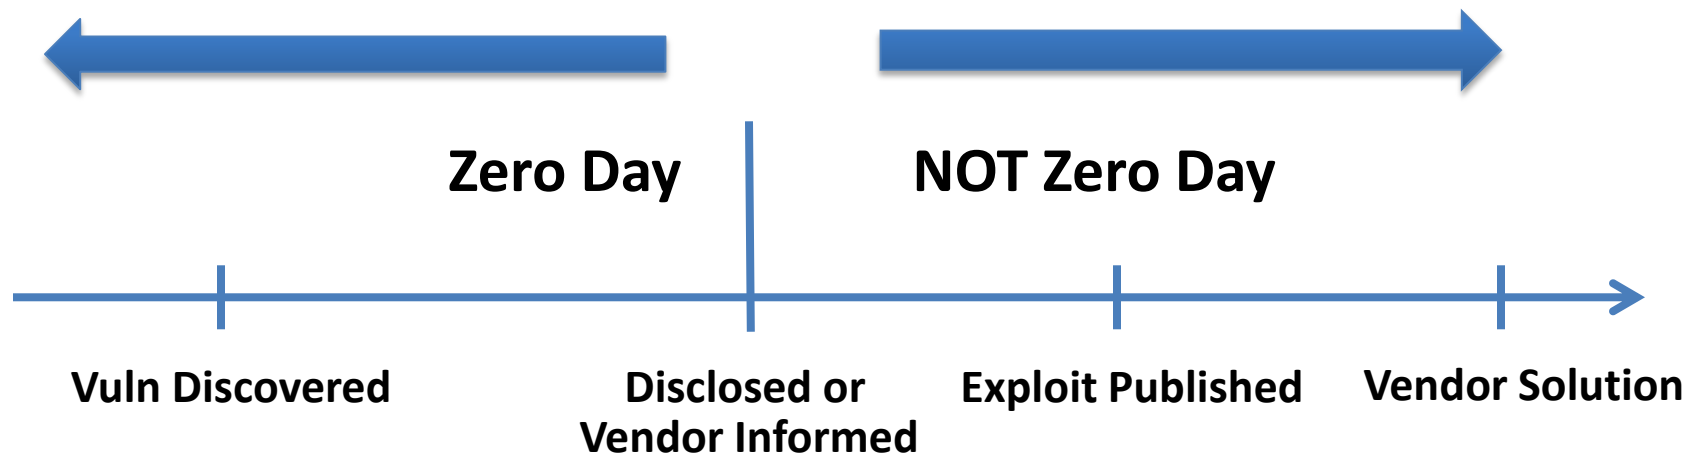 Zero Day
NOT Zero Day
Vuln Discovered
Disclosed or
Vendor Informed
Exploit Published
Vendor Solution